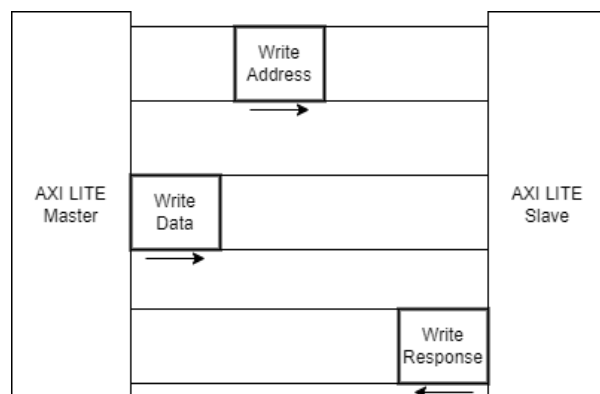 Write
Address
AXI LITE
Master
Write
Data
AXI LITE
Slave
Write
Response